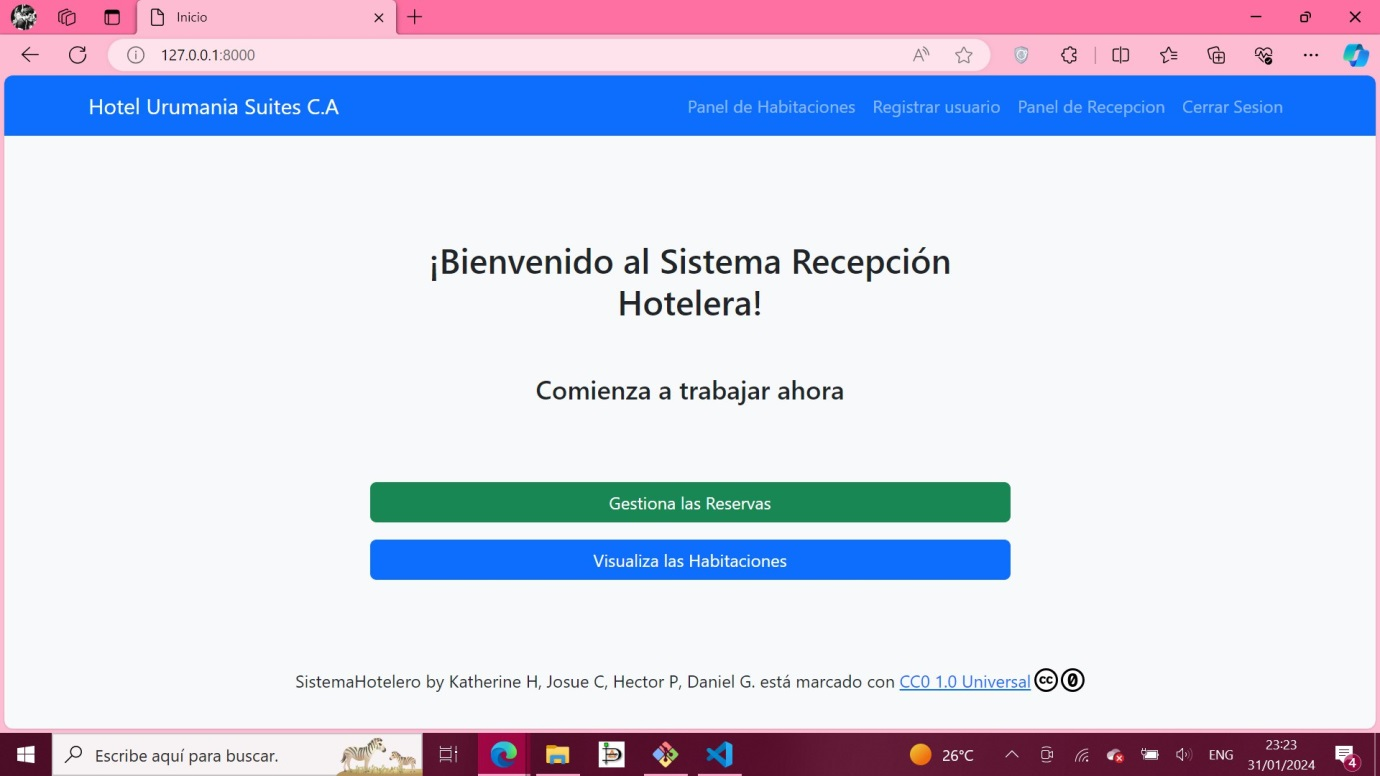 Inicio
127.0.0.1:8000
Hotel Urumania Suites C.A
Panel de Habitaciones
Registrar usuario
Panel de Recepcion
Cerrar Sesion
¡Bienvenido al Sistema Recepción
Hotelera!
Comienza a trabajar ahora
Gestiona las Reservas
Visualiza las Habitaciones
SistemaHotelero by Katherine H, Josue C, Hector P, Daniel G. está marcado con CC0 1.0 Universal
Escribe aquí para buscar.
26°C
ENG
23:23
31/01/2024
4